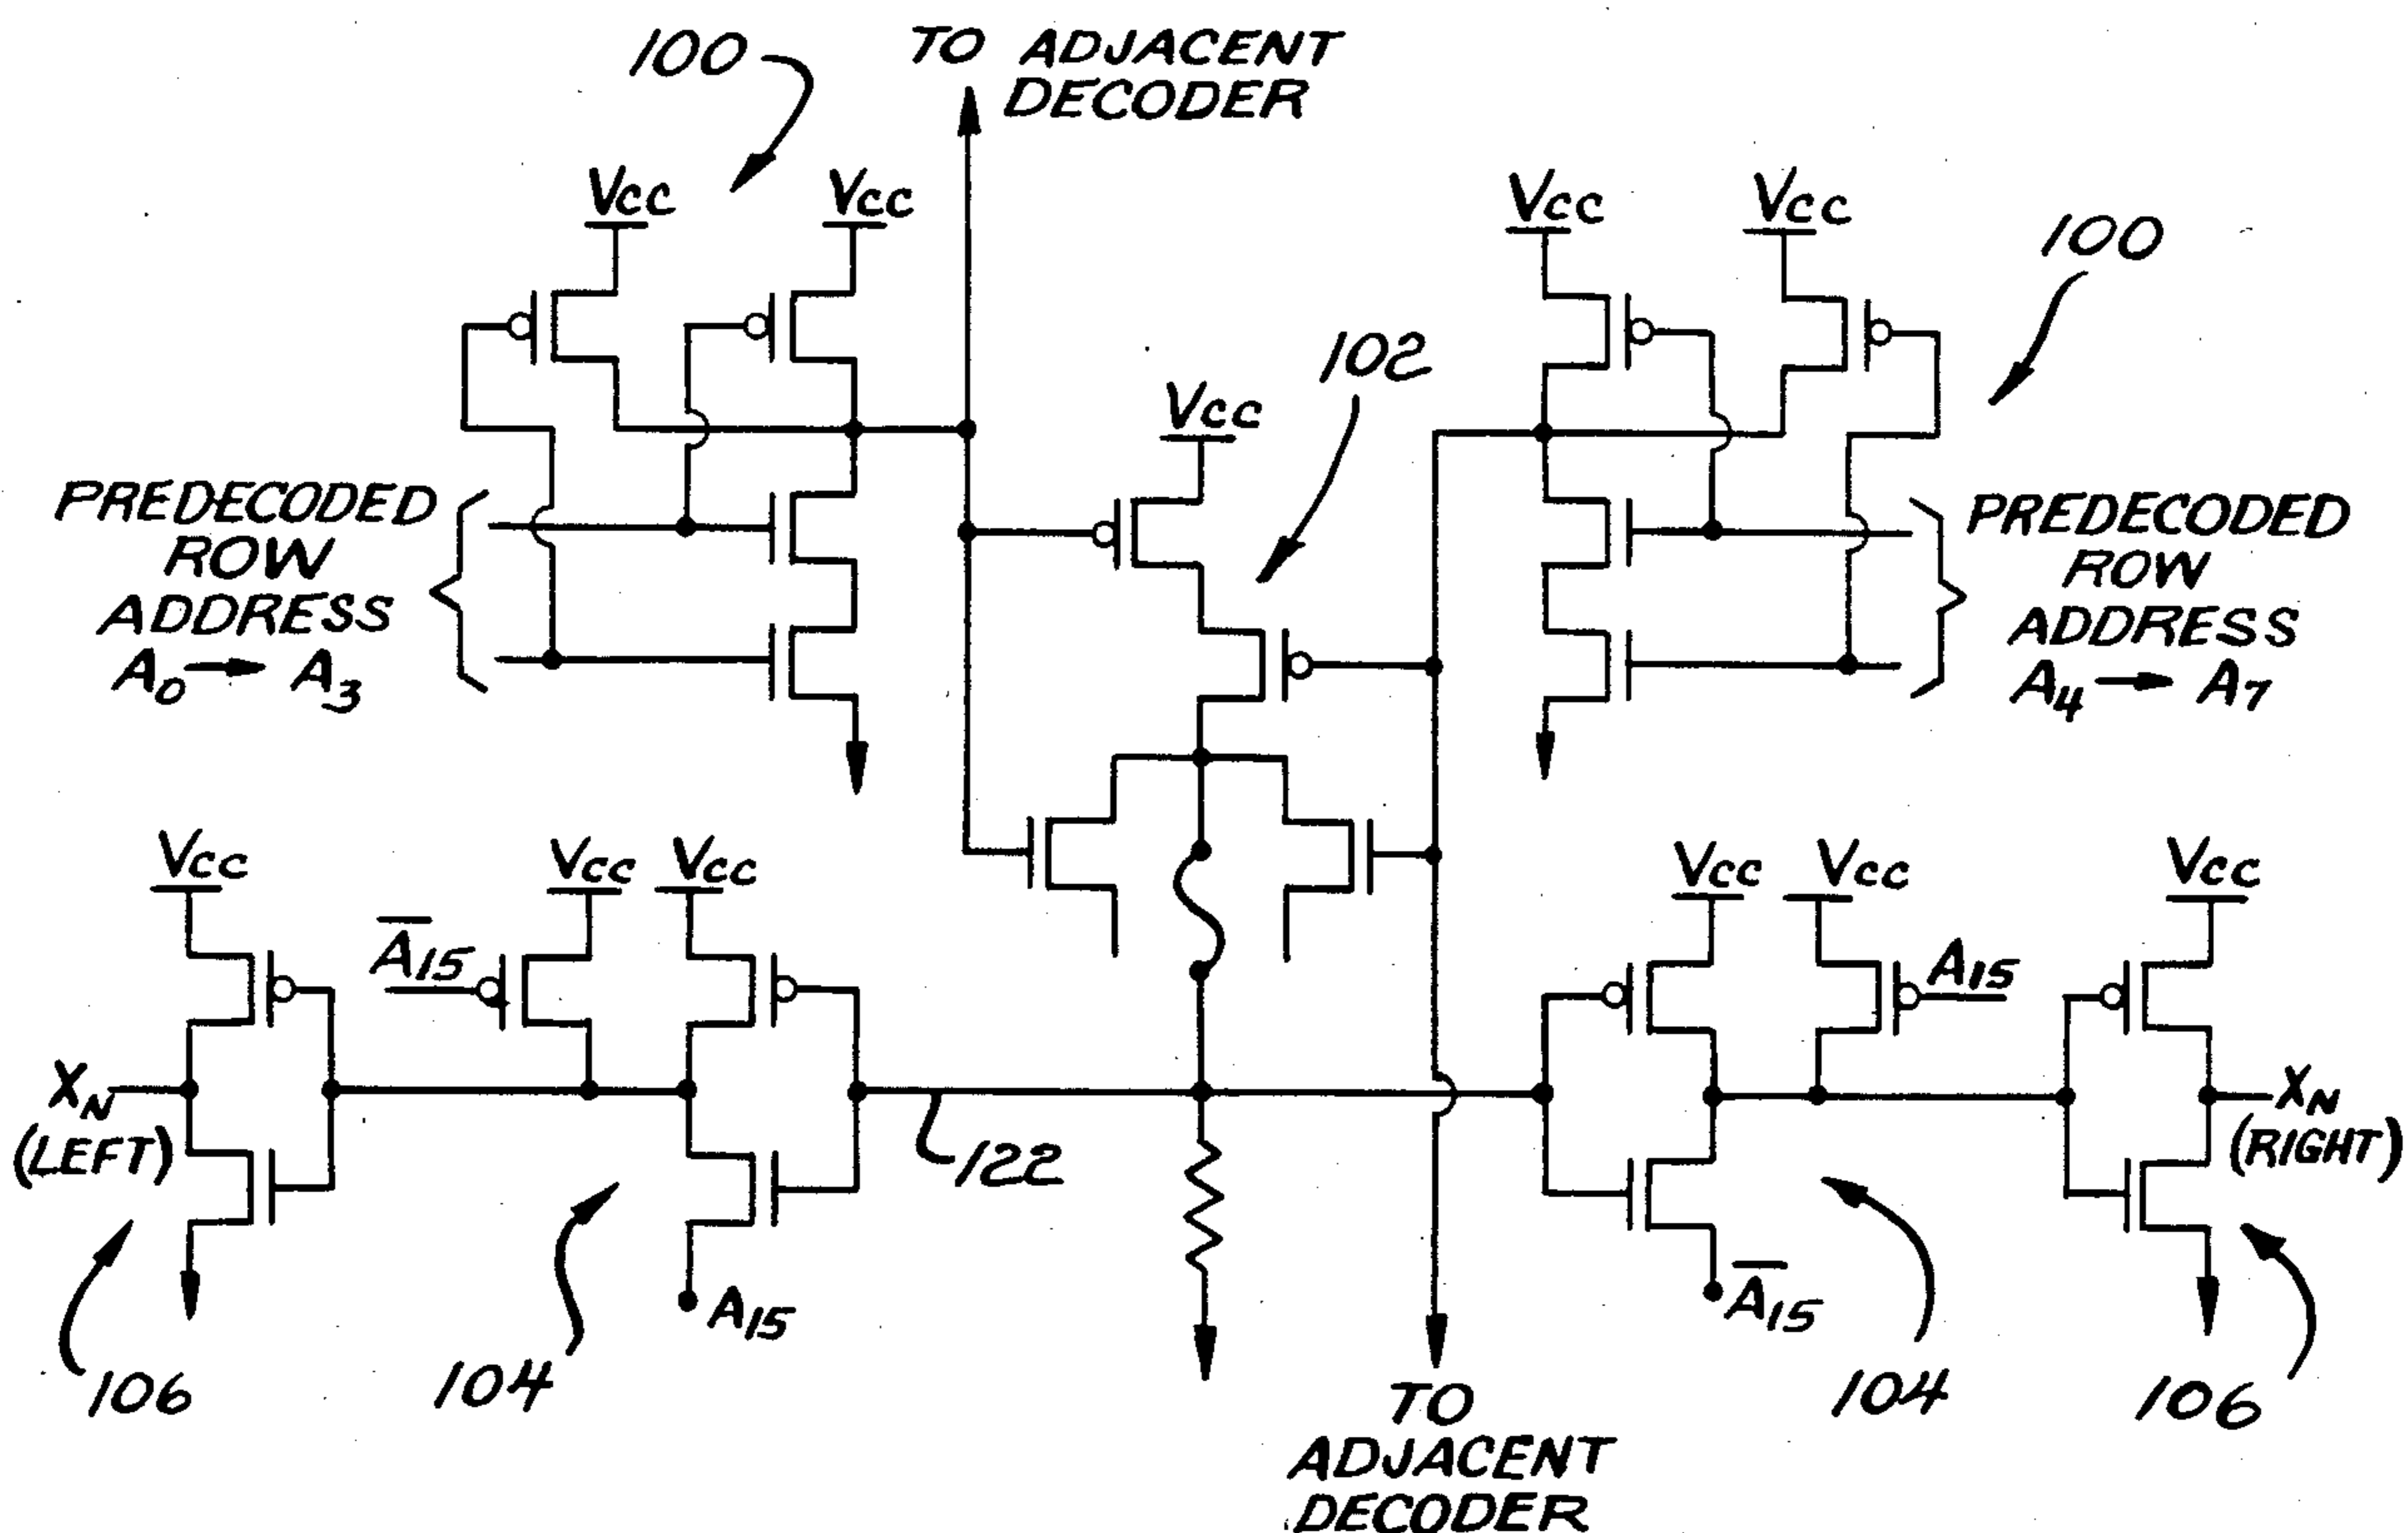 100
TO ADJACENT
DECODER
Vcc
Vcc
Vcc
Vcc
100
102
Vcc
PREDECODED
ROW
ADDRESS
A0 → A3
PREDECODED
ROW
ADDRESS
A4 → A7
Vcc
Vcc
Vcc
Vcc
Vcc
Vcc
A̅15
A15
XN
(LEFT)
122
XN
(RIGHT)
A15
A̅15
106
104
TO
ADJACENT
DECODER
104
106